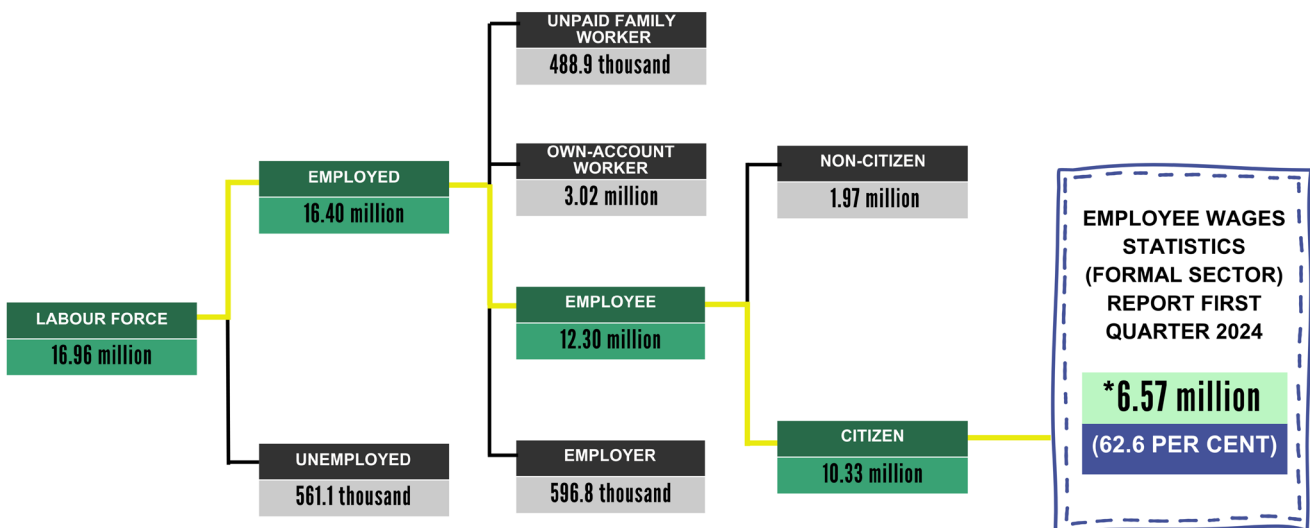 LABOUR FORCE
16.96 million
EMPLOYED
16.40 million
UNEMPLOYED
561.1 thousand
UNPAID FAMILY
WORKER
488.9 thousand
OWN-ACCOUNT
WORKER
3.02 million
EMPLOYEE
12.30 million
EMPLOYER
596.8 thousand
NON-CITIZEN
1.97 million
CITIZEN
10.33 million
EMPLOYEE WAGES
STATISTICS
(FORMAL SECTOR)
REPORT FIRST
QUARTER 2024
*6.57 million
(62.6 PER CENT)